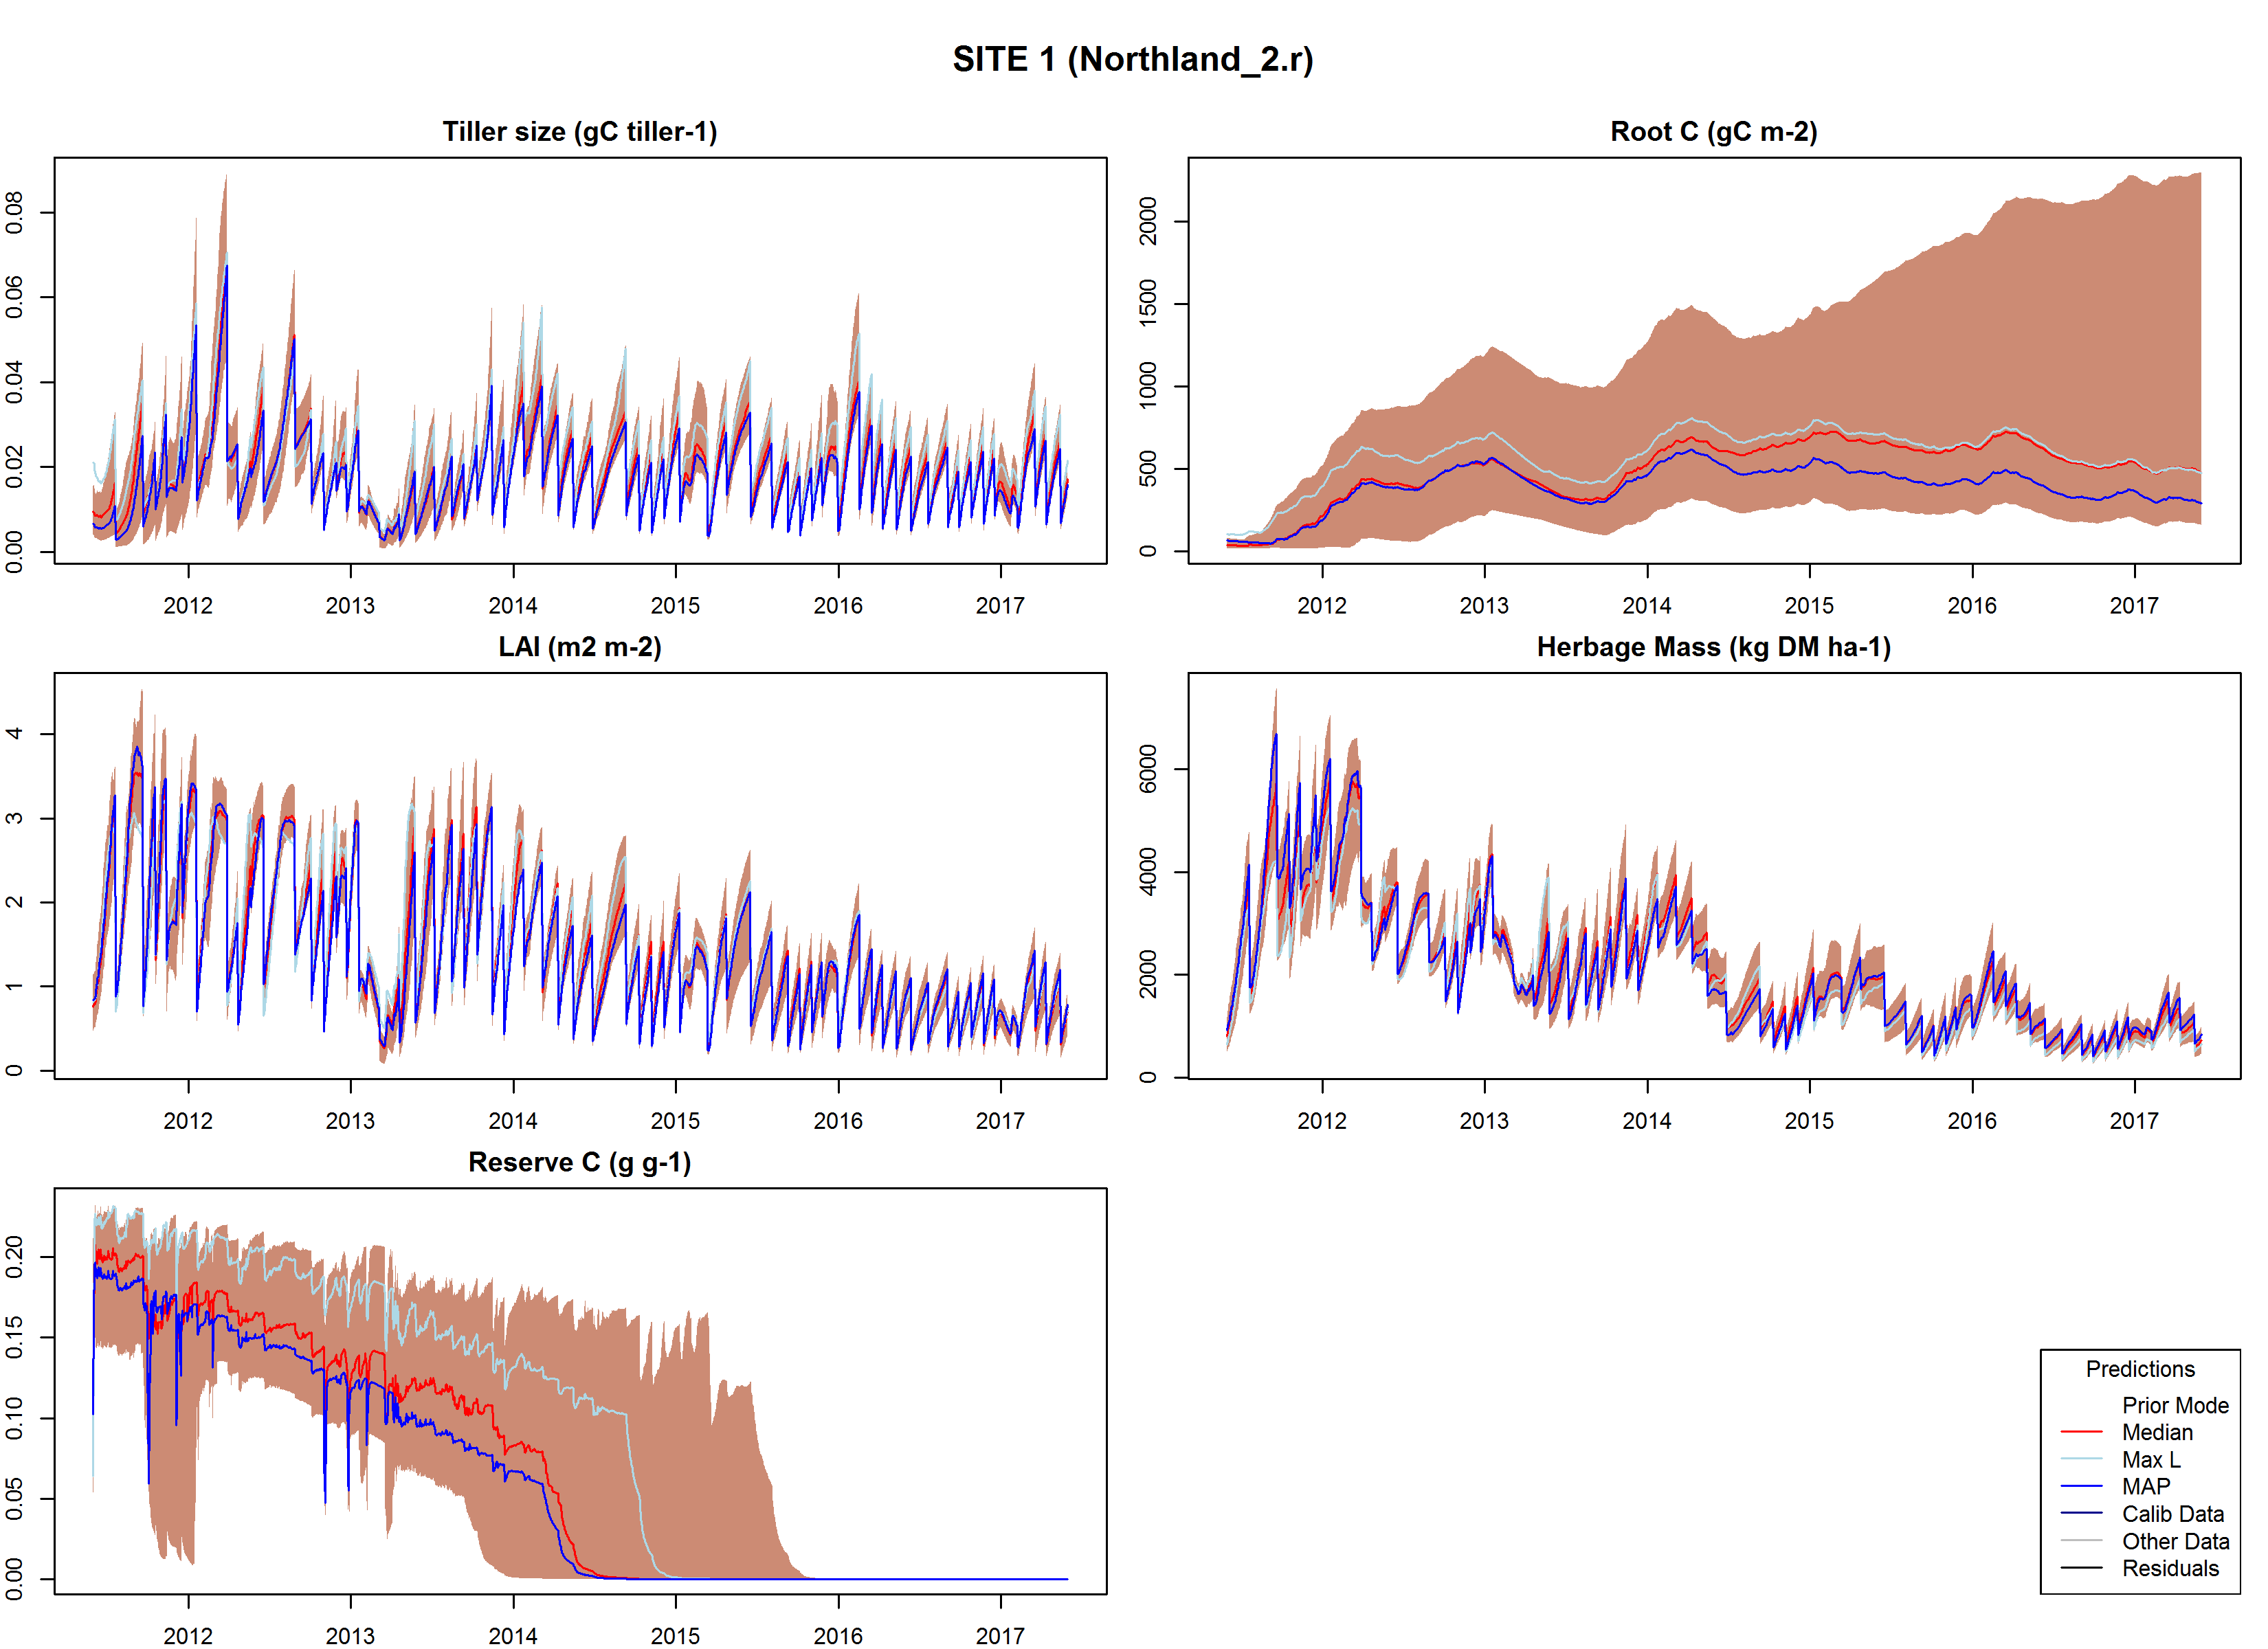 SITE 1 (Northland_2.r)
Tiller size (gC tiller-1)
0.00 0.02 0.04 0.06 0.08
2012 2013 2014 2015 2016 2017
Root C (gC m-2)
0 500 1000 1500 2000
2012 2013 2014 2015 2016 2017
LAI (m2 m-2)
0 1 2 3 4
2012 2013 2014 2015 2016 2017
Herbage Mass (kg DM ha-1)
0 2000 4000 6000
2012 2013 2014 2015 2016 2017
Reserve C (g g-1)
0.00 0.05 0.10 0.15 0.20
2012 2013 2014 2015 2016 2017
Predictions
Prior Mode
Median
Max L
MAP
Calib Data
Other Data
Residuals